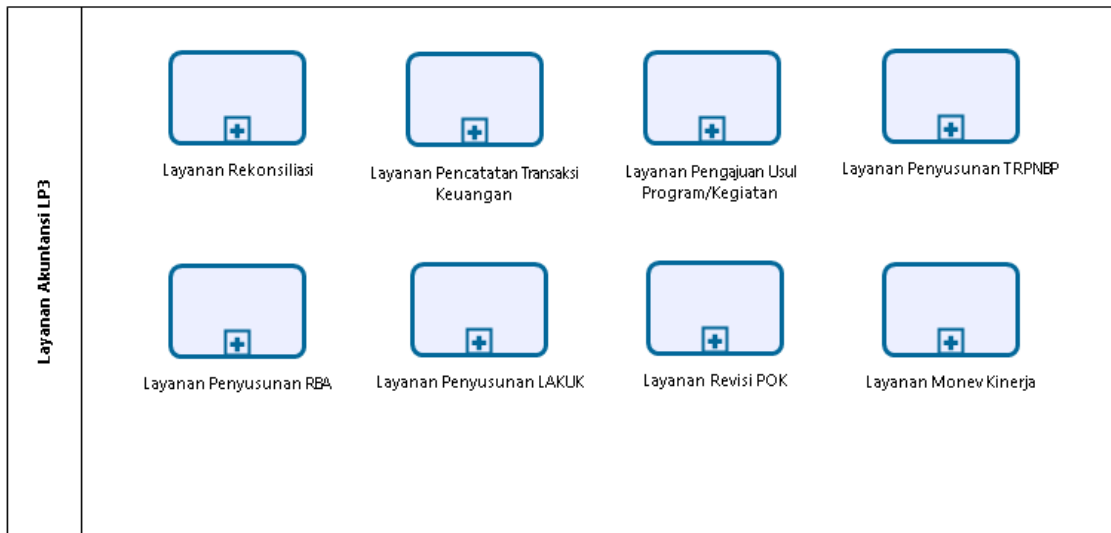 Layanan Akuntansi LP3
Layanan Rekonsiliasi
Layanan Pencatatan Transaksi
Keuangan
Layanan Pengajuan Usul
Program/Kegiatan
Layanan Penyusunan TRPNBP
Layanan Penyusunan RBA
Layanan Penyusunan LAKUK
Layanan Revisi POK
Layanan Monev Kinerja